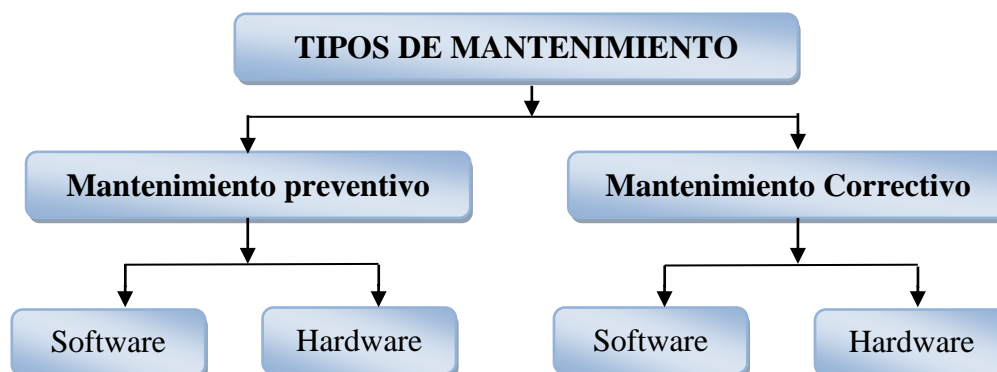 TIPOS DE MANTENIMIENTO
Mantenimiento preventivo
Mantenimiento Correctivo
Software
Hardware
Software
Hardware